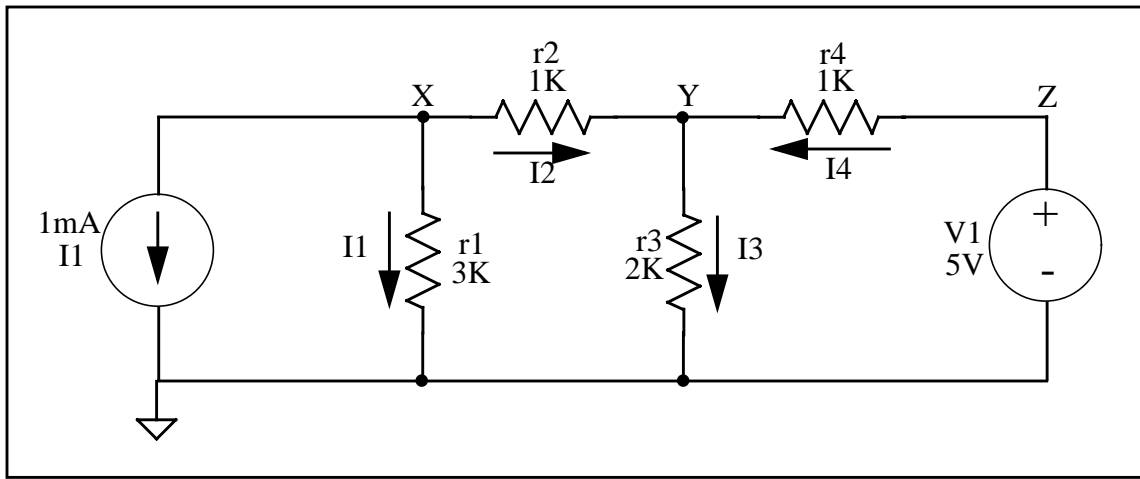 r2
1K
r4
1K
X
Y
Z
I2
I4
1mA
I1
I1
r1
3K
r3
2K
I3
V1
5V
+
-